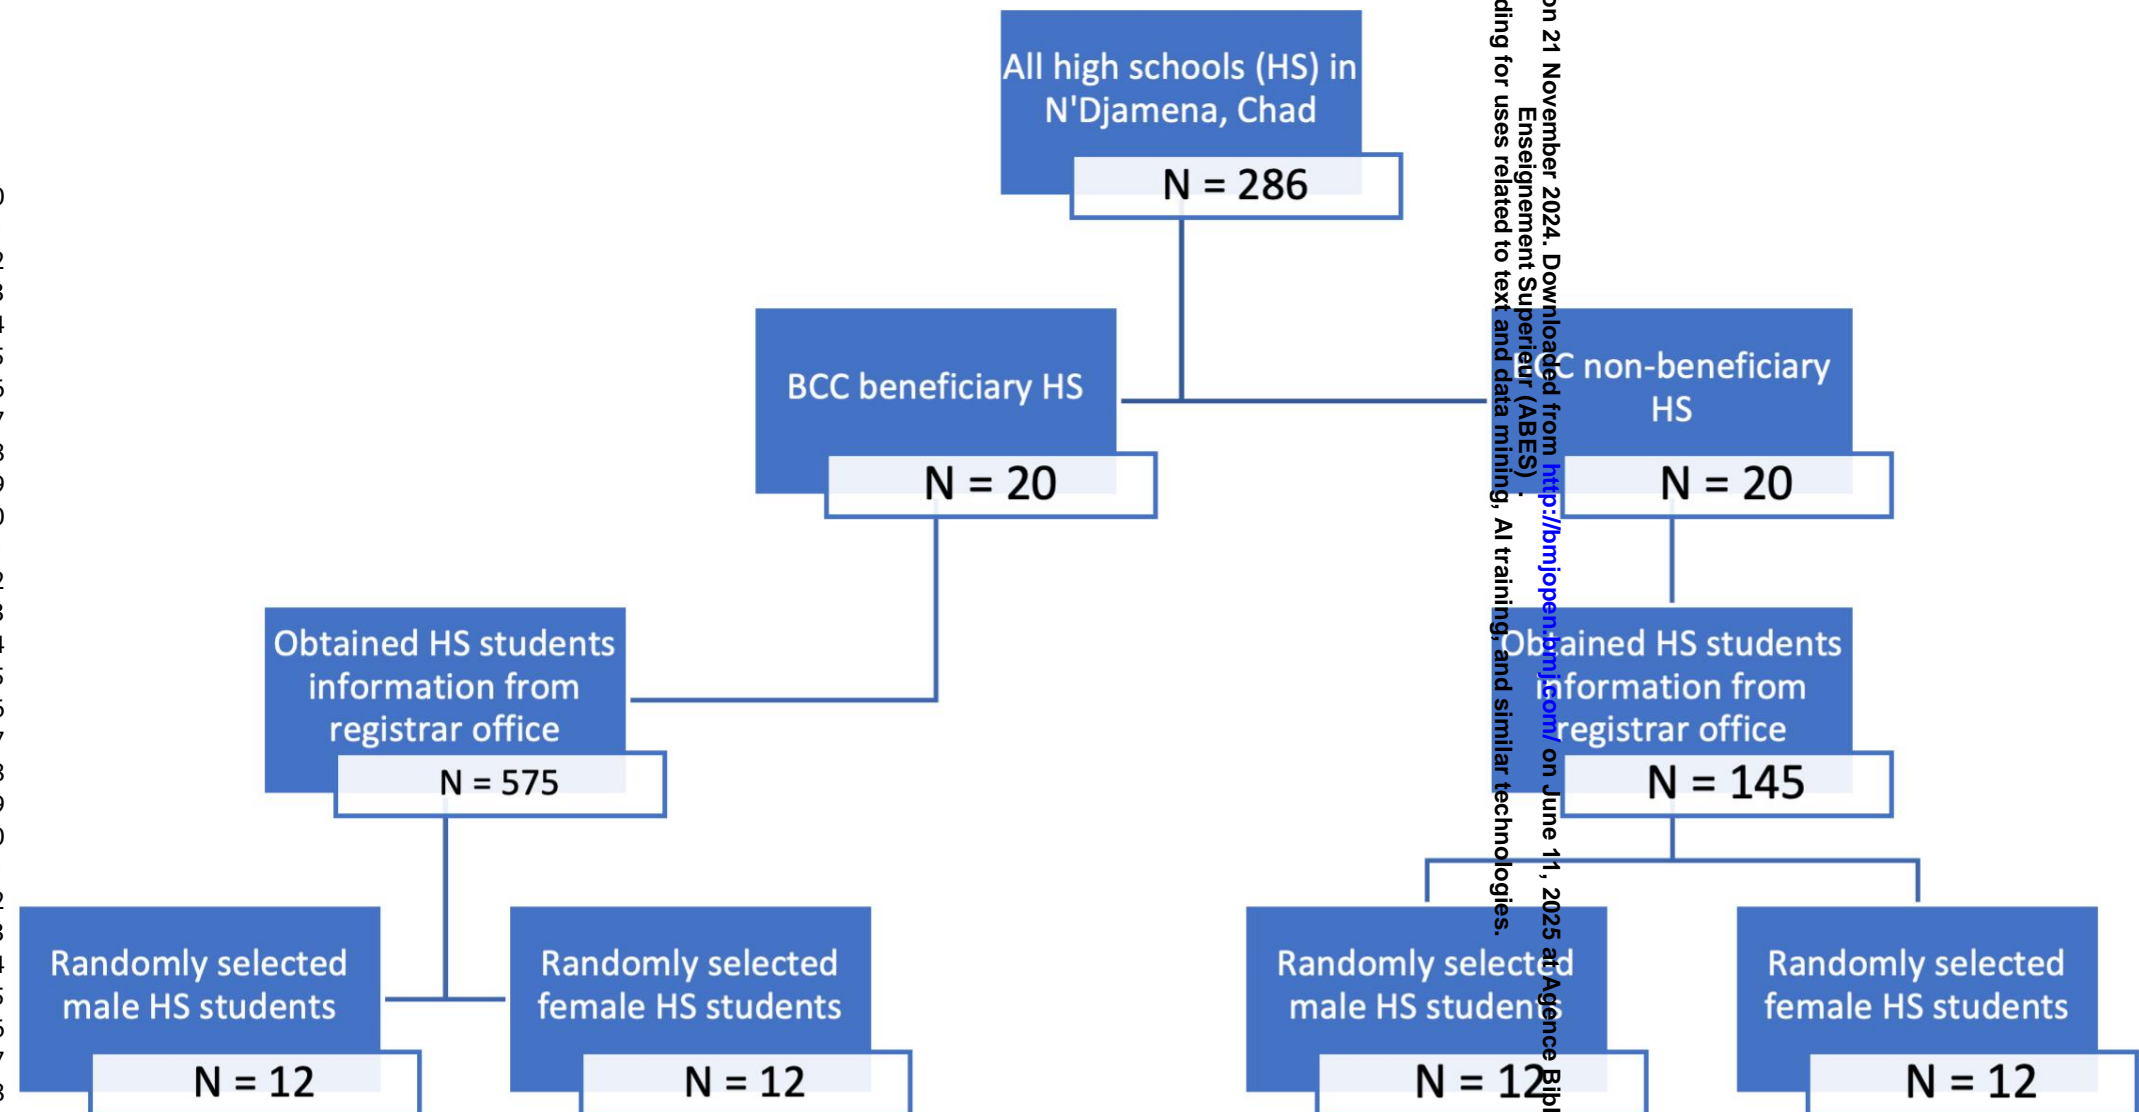 All high schools (HS) in
N'Djamena, Chad
N = 286
BCC beneficiary HS
N = 20
non-beneficiary
HS
N = 20
Obtained HS students
information from
registrar office
N = 575
Obtained HS students
information from
registrar office
N = 145
Randomly selected
male HS students
N = 12
Randomly selected
female HS students
N = 12
Randomly selected
male HS students
N = 12
Randomly selected
female HS students
N = 12
on 21 November 2024. Downloaded from http://bmjopen.bmj.com/ on June 11, 2025 at Agence
Enseignement Superieur (ABES) .
for uses related to text and data mining, AI training, and similar technologies.